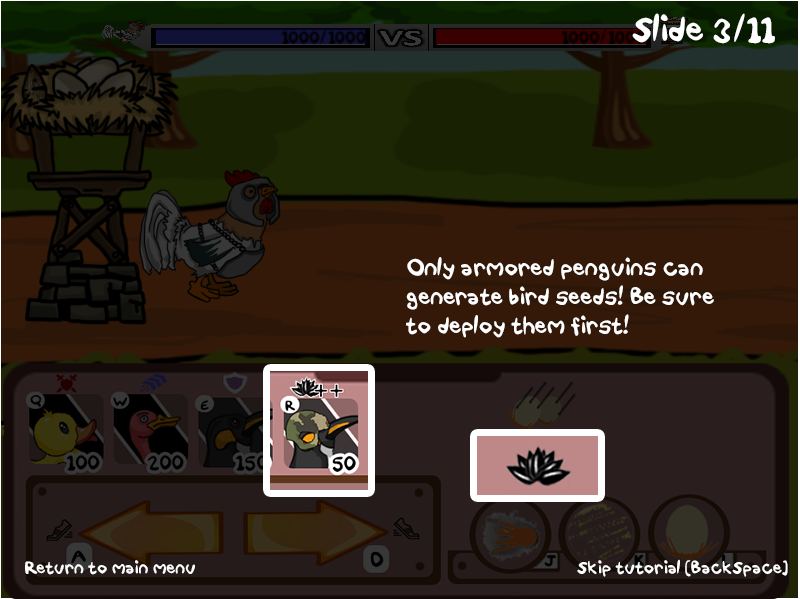 Slide 3/11
1000/1000 VS 1000/1000
Only armored penguins can
generate bird seeds! Be sure
to deploy them first!
Q W E R
++
100 200 150 50
A D J K
Return to main menu
Skip tutorial [BackSpace]